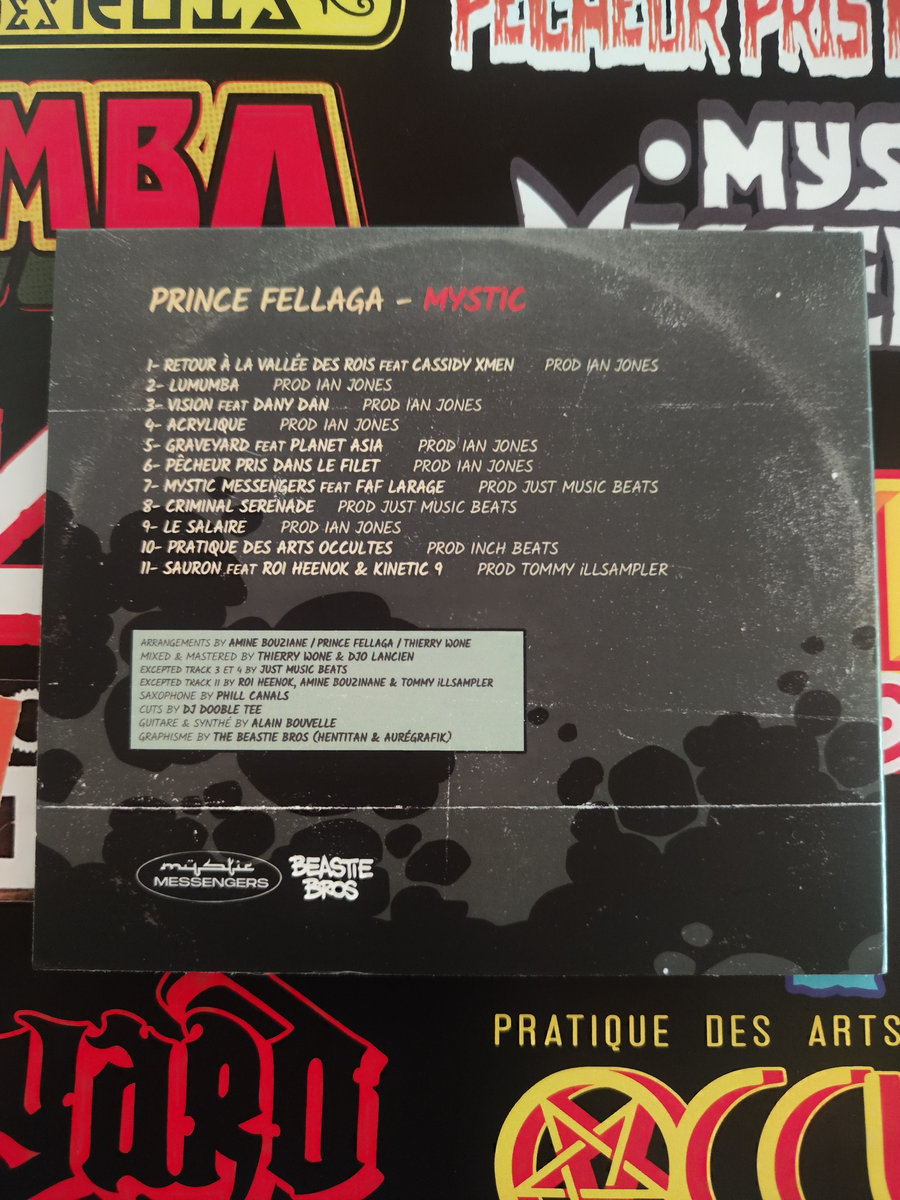 PÊCHEUR PRIS
MBA
MYS
PRINCE FELLAGA - MYSTIC
1- RETOUR À LA VALLÉE DES ROIS FEAT CASSIDY XMEN PROD IAN JONES
2- LUMUMBA PROD IAN JONES
3- VISION FEAT DANY DAN PROD IAN JONES
4- ACRYLIQUE PROD IAN JONES
5- GRAVEYARD FEAT PLANET ASIA PROD IAN JONES
6- PÊCHEUR PRIS DANS LE FILET PROD IAN JONES
7- MYSTIC MESSENGERS FEAT FAF LARAGE PROD JUST MUSIC BEATS
8- CRIMINAL SERENADE PROD JUST MUSIC BEATS
9- LE SALAIRE PROD IAN JONES
10- PRATIQUE DES ARTS OCCULTES PROD INCH BEATS
11- SAURON FEAT ROI HEENOK & KINETIC 9 PROD TOMMY iLLSAMPLER
ARRANGEMENTS BY AMINE BOUZIANE / PRINCE FELLAGA / THIERRY WONE
MIXED & MASTERED BY THIERRY WONE & DJO LANCIEN
EXCEPTED TRACK 3 ET 4 BY JUST MUSIC BEATS
EXCEPTED TRACK 11 BY ROI HEENOK, AMINE BOUZINANE & TOMMY iLLSAMPLER
SAXOPHONE BY PHILL CANALS
CUTS BY DJ DOOBLE TEE
GUITARE & SYNTHÉ BY ALAIN BOUVELLE
GRAPHISME BY THE BEASTIE BROS (HENTITAN & AURÉGRAFIK)
mystic
MESSENGERS
BEASTIE
BROS
YARD
PRATIQUE DES ARTS
OCCU